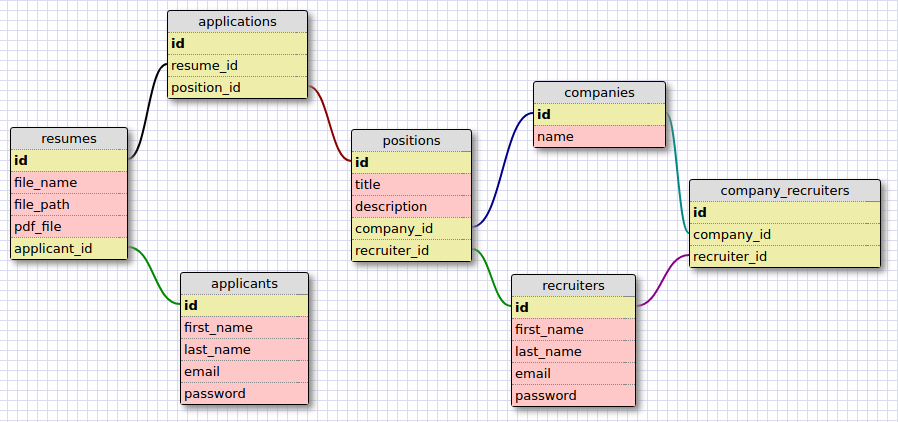 applications
id
resume_id
position_id
companies
id
name
resumes
id
file_name
file_path
pdf_file
applicant_id
positions
id
title
description
company_id
recruiter_id
company_recruiters
id
company_id
recruiter_id
applicants
id
first_name
last_name
email
password
recruiters
id
first_name
last_name
email
password